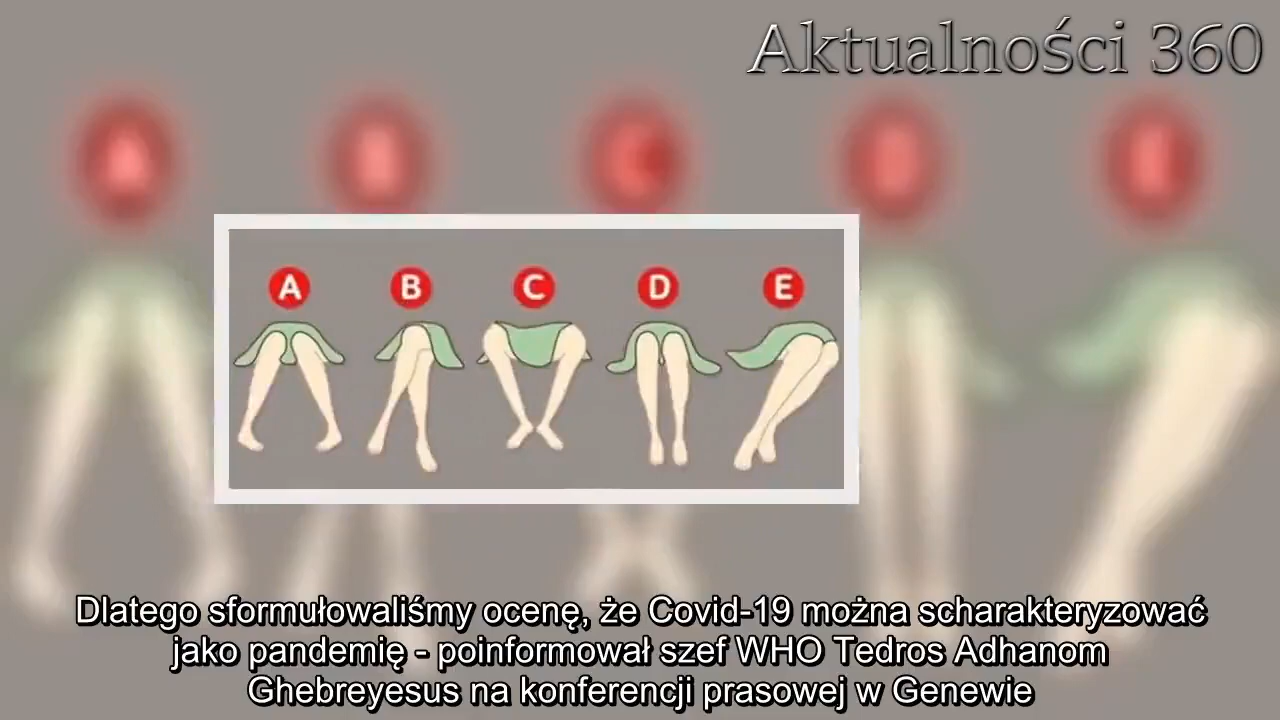 Aktualności 360
A B C D E
Dlatego sformułowaliśmy ocenę, że Covid-19 można scharakteryzować
jako pandemię - poinformował szef WHO Tedros Adhanom
Ghebreyesus na konferencji prasowej w Genewie